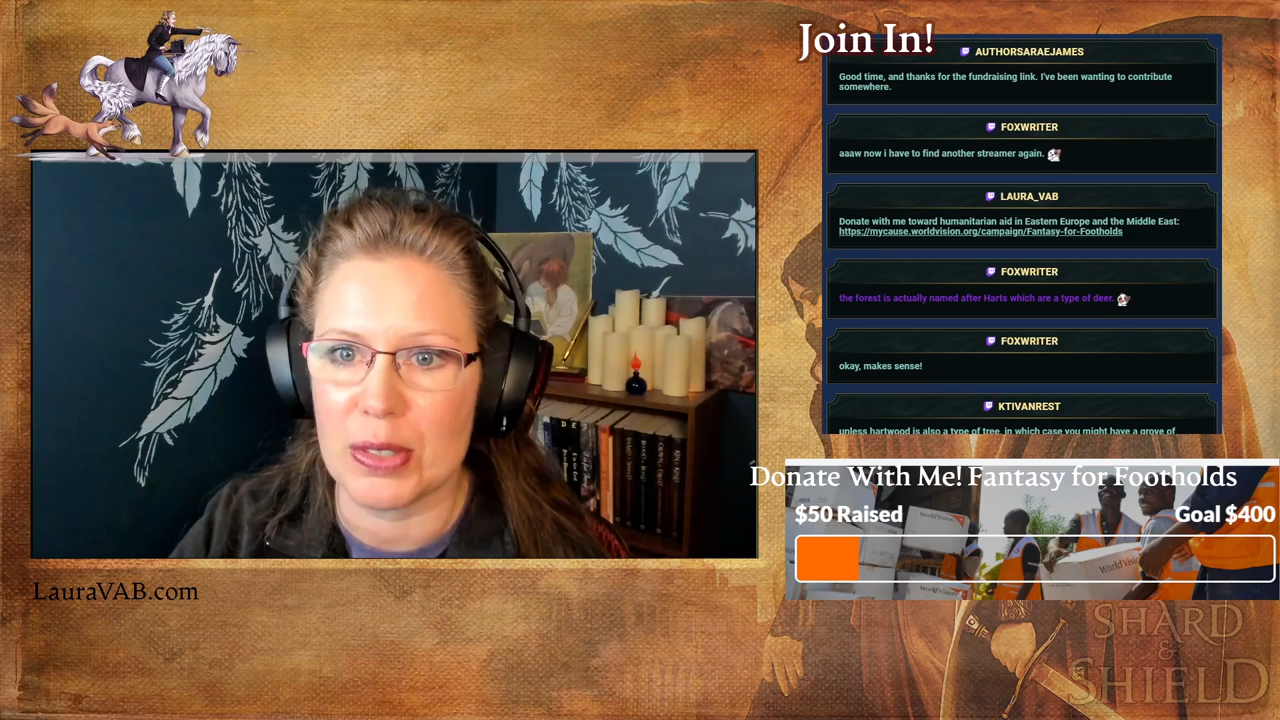 Join In!
AUTHORSARAEJAMES
Good time, and thanks for the fundraising link. I've been wanting to contribute
somewhere.
FOXWRITER
aaaw now i have to find another streamer again.
LAURA_VAB
Donate with me toward humanitarian aid in Eastern Europe and the Middle East:
https://mycause.worldvision.org/campaign/Fantasy-for-Footholds
FOXWRITER
the forest is actually named after Harts which are a type of deer.
FOXWRITER
okay, makes sense!
KTIVANREST
unless hartwood is also a type of tree, in which case you might have a grove of
Donate With Me! Fantasy for Footholds
$50 Raised
Goal $400
World Vision
World Vision
LauraVAB.com
SHARD
&
SHIELD